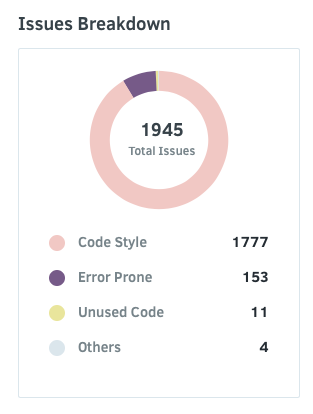 Issues Breakdown
1945
Total Issues
Code Style 1777
Error Prone 153
Unused Code 11
Others 4